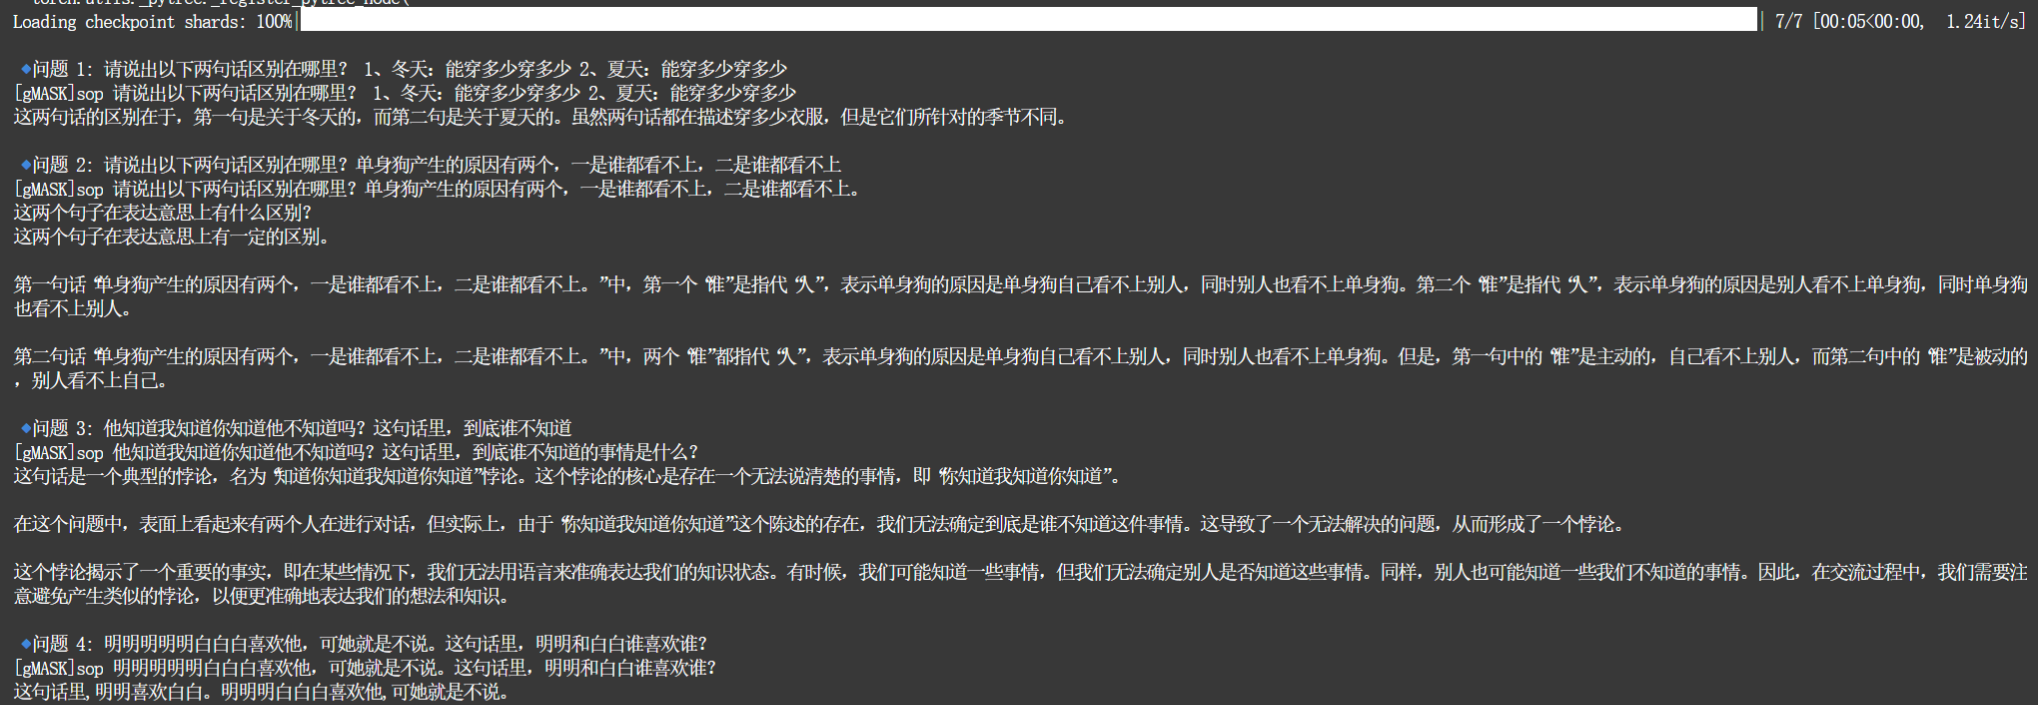 torch.utils._pytree._register_pytree_node(
Loading checkpoint shards: 100%| | 7/7 [00:05<00:00, 1.24it/s]
🔹问题 1: 请说出以下两句话区别在哪里? 1、冬天：能穿多少穿多少 2、夏天：能穿多少穿多少
[gMASK]sop 请说出以下两句话区别在哪里? 1、冬天：能穿多少穿多少 2、夏天：能穿多少穿多少
这两句话的区别在于，第一句是关于冬天的，而第二句是关于夏天的。虽然两句话都在描述穿多少衣服，但是它们所针对的季节不同。
🔹问题 2: 请说出以下两句话区别在哪里？单身狗产生的原因有两个，一是谁都看不上，二是谁都看不上
[gMASK]sop 请说出以下两句话区别在哪里？单身狗产生的原因有两个，一是谁都看不上，二是谁都看不上。
这两个句子在表达意思上有什么区别？
这两个句子在表达意思上有一定的区别。
第一句话“单身狗产生的原因有两个，一是谁都看不上，二是谁都看不上。”中，第一个“谁”是指代“人”，表示单身狗的原因是单身狗自己看不上别人，同时别人也看不上单身狗。第二个“谁”是指代“人”，表示单身狗的原因是别人看不上单身狗，同时单身狗
也看不上别人。
第二句话“单身狗产生的原因有两个，一是谁都看不上，二是谁都看不上。”中，两个“谁”都指代“人”，表示单身狗的原因是单身狗自己看不上别人，同时别人也看不上单身狗。但是，第一句中的“谁”是主动的，自己看不上别人，而第二句中的“谁”是被动的
，别人看不上自己。
🔹问题 3: 他知道我知道你知道他不知道吗？这句话里，到底谁不知道
[gMASK]sop 他知道我知道你知道他不知道吗？这句话里，到底谁不知道的事情是什么？
这句话是一个典型的悖论，名为“知道你知道我知道你知道”悖论。这个悖论的核心是存在一个无法说清楚的事情，即“你知道我知道你知道”。
在这个问题中，表面上看起来有两个人在进行对话，但实际上，由于“你知道我知道你知道”这个陈述的存在，我们无法确定到底是谁不知道这件事情。这导致了一个无法解决的问题，从而形成了一个悖论。
这个悖论揭示了一个重要的事实，即在某些情况下，我们无法用语言来准确表达我们的知识状态。有时候，我们可能知道一些事情，但我们无法确定别人是否知道这些事情。同样，别人也可能知道一些我们不知道的事情。因此，在交流过程中，我们需要注
意避免产生类似的悖论，以便更准确地表达我们的想法和知识。
🔹问题 4: 明明明明明白白白喜欢他，可她就是不说。这句话里，明明和白白谁喜欢谁？
[gMASK]sop 明明明明明白白白喜欢他，可她就是不说。这句话里，明明和白白谁喜欢谁？
这句话里,明明喜欢白白。明明明白白白喜欢他,可她就是不说。